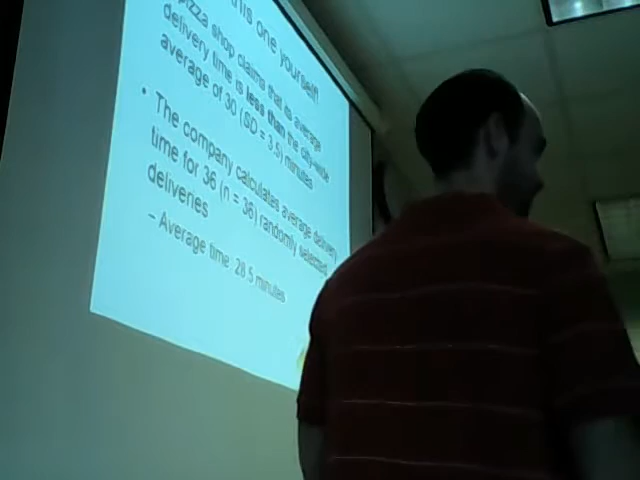 this one yourself!
pizza shop claims that its average
delivery time is less than the city-wide
average of 30 (SD = 3.5) minutes
• The company calculates average delivery
time for 36 (n = 36) randomly selected
deliveries
– Average time: 28.5 minutes